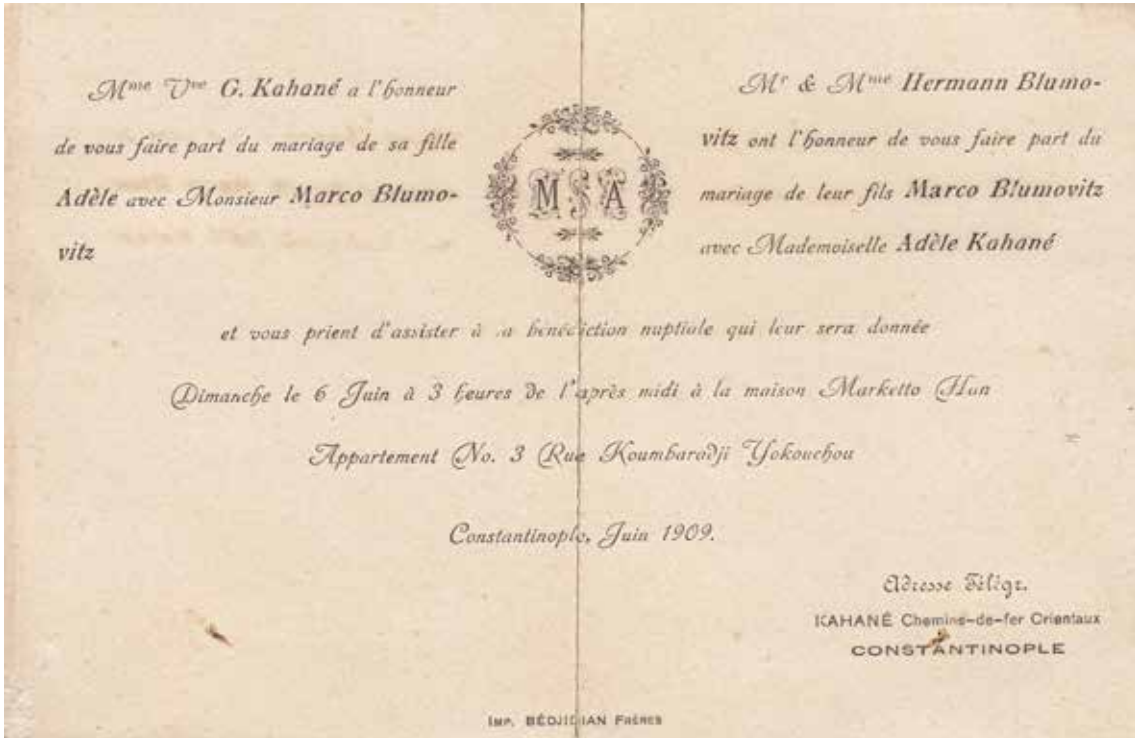 Mme Vve G. Kahané a l'honneur
de vous faire part du mariage de sa fille
Adèle avec Monsieur Marco Blumo-
vitz
M & A
Mr & Mme Hermann Blumo-
vitz ont l'honneur de vous faire part du
mariage de leur fils Marco Blumovitz
avec Mademoiselle Adèle Kahané
et vous prient d'assister à la bénédiction nuptiale qui leur sera donnée
Dimanche le 6 Juin à 3 heures de l'après midi à la maison Marketto Han
Appartement No. 3 Rue Koumbaradji Yokouchou
Constantinople, Juin 1909.
Adresse Télégr.
KAHANÉ Chemins-de-fer Orientaux
CONSTANTINOPLE
IMP. BÉDJIDIAN FRÈRES